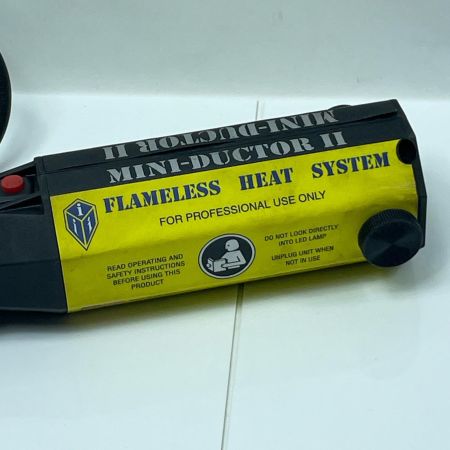 MINI-DUCTOR II
MINI-DUCTOR II
FLAMELESS HEAT SYSTEM
FOR PROFESSIONAL USE ONLY
READ OPERATING AND
SAFETY INSTRUCTIONS
BEFORE USING THIS
PRODUCT
DO NOT LOOK DIRECTLY
INTO LED LAMP
UNPLUG UNIT WHEN
NOT IN USE